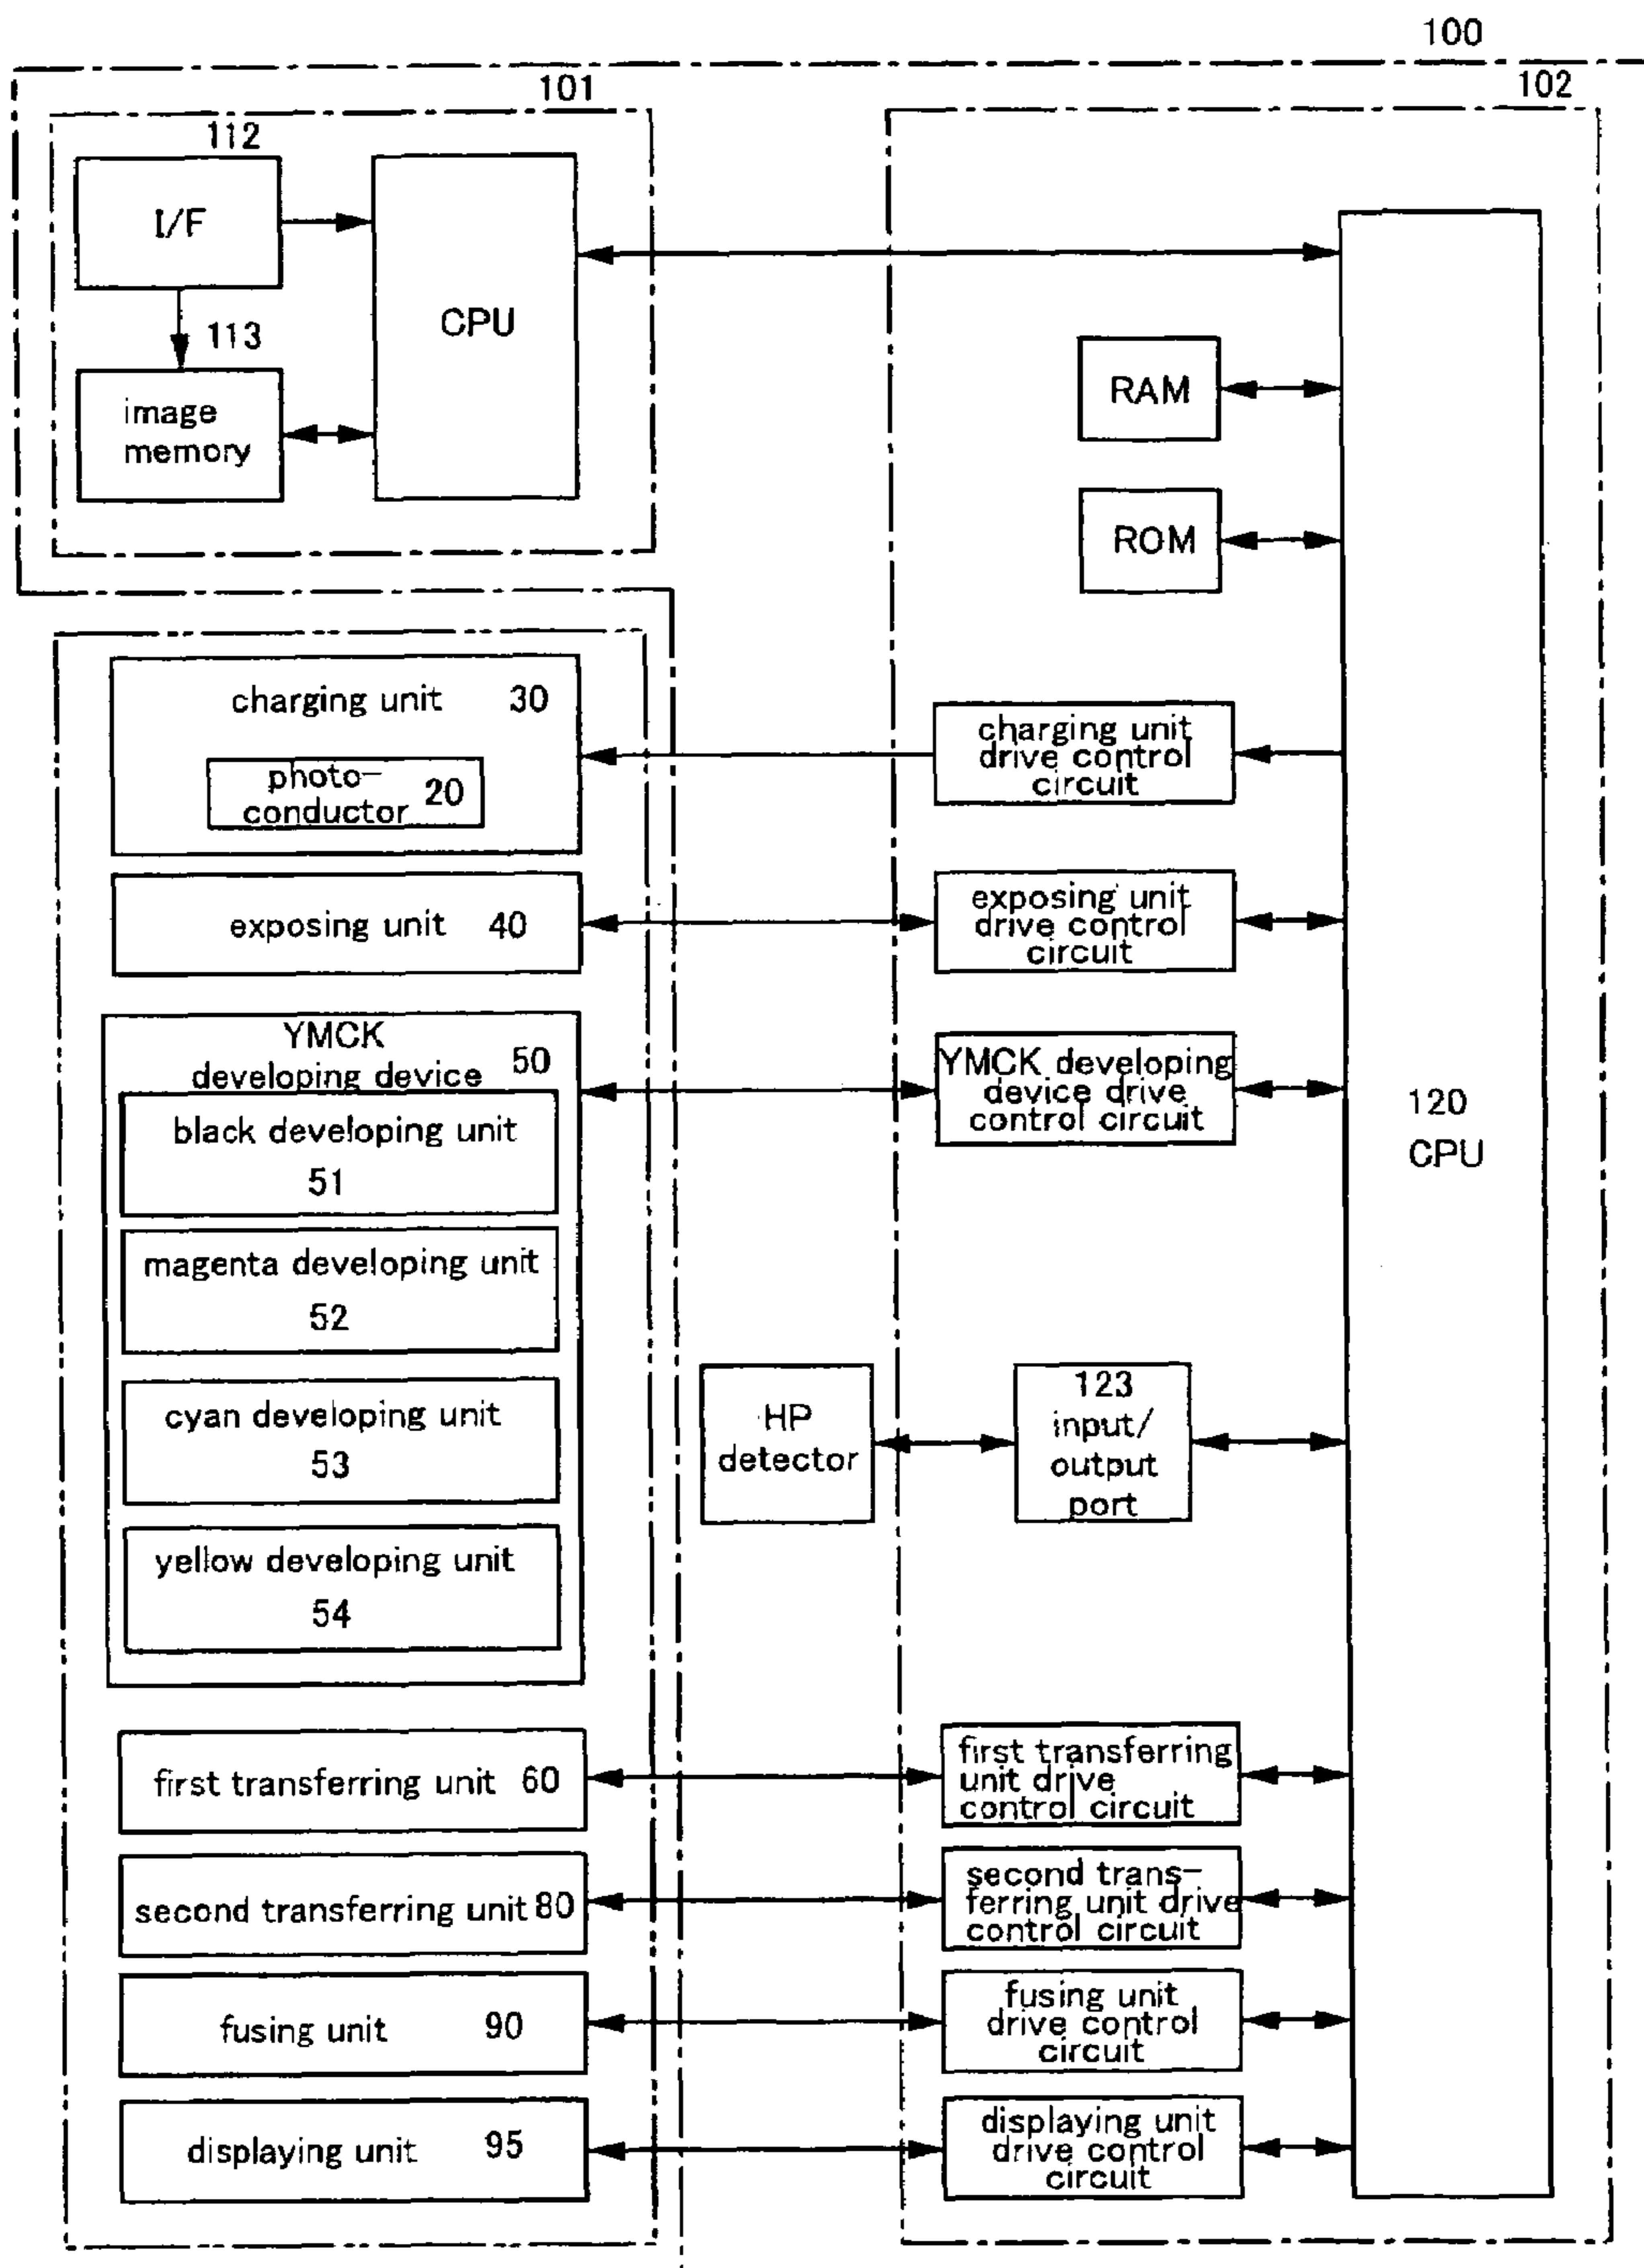 100
101
102
112
I/F
CPU
113
image
memory
RAM
ROM
charging unit 30
photo-
conductor 20
charging unit
drive control
circuit
exposing unit 40
exposing unit
drive control
circuit
YMCK
developing device 50
YMCK developing
device drive
control circuit
120
CPU
black developing unit
51
magenta developing unit
52
cyan developing unit
53
yellow developing unit
54
HP
detector
123
input/
output
port
first transferring unit 60
first transferring
unit drive
control circuit
second transferring unit 80
second trans-
ferring unit drive
control circuit
fusing unit 90
fusing unit
drive control
circuit
displaying unit 95
displaying unit
drive control
circuit